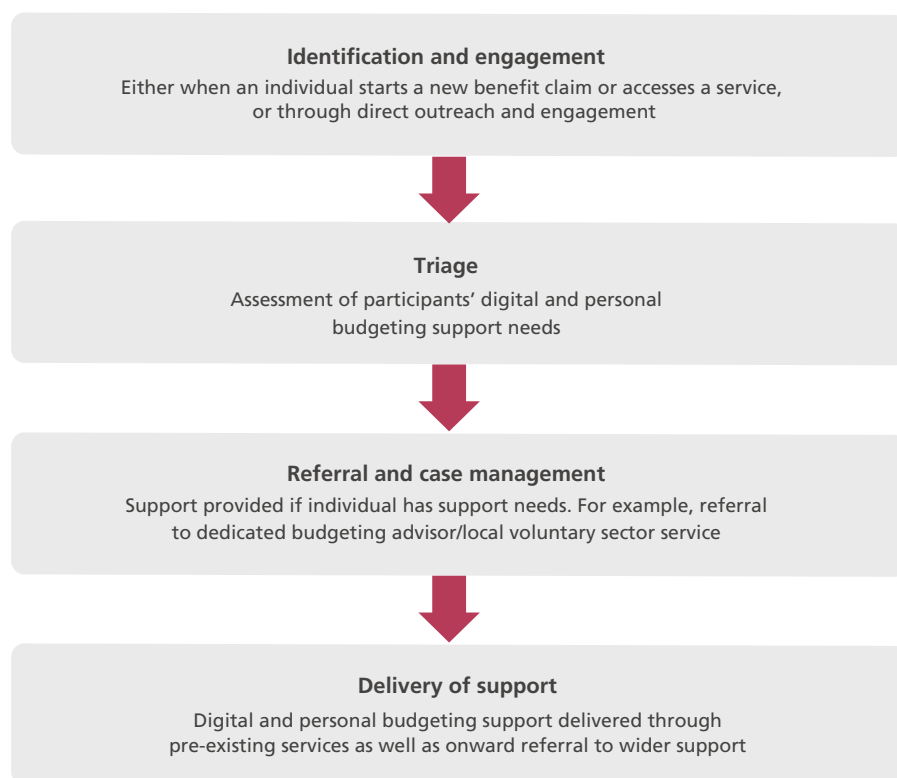 Identification and engagement
Either when an individual starts a new benefit claim or accesses a service,
or through direct outreach and engagement
Triage
Assessment of participants’ digital and personal
budgeting support needs
Referral and case management
Support provided if individual has support needs. For example, referral
to dedicated budgeting advisor/local voluntary sector service
Delivery of support
Digital and personal budgeting support delivered through
pre-existing services as well as onward referral to wider support